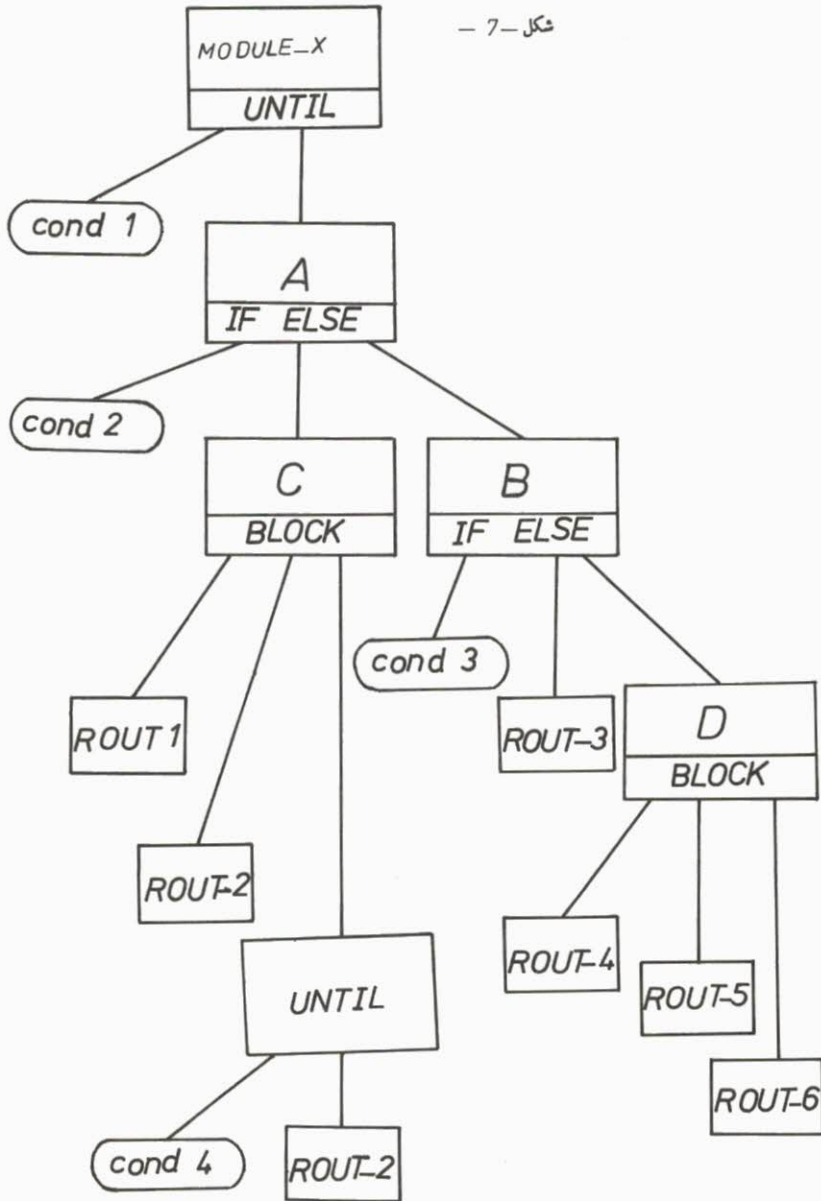 شكل -7-
MODULE_X
UNTIL
cond 1
A
IF ELSE
cond 2
C
BLOCK
B
IF ELSE
cond 3
ROUT 1
ROUT-3
D
BLOCK
ROUT-2
ROUT-4
ROUT-5
ROUT-6
UNTIL
cond 4
ROUT-2